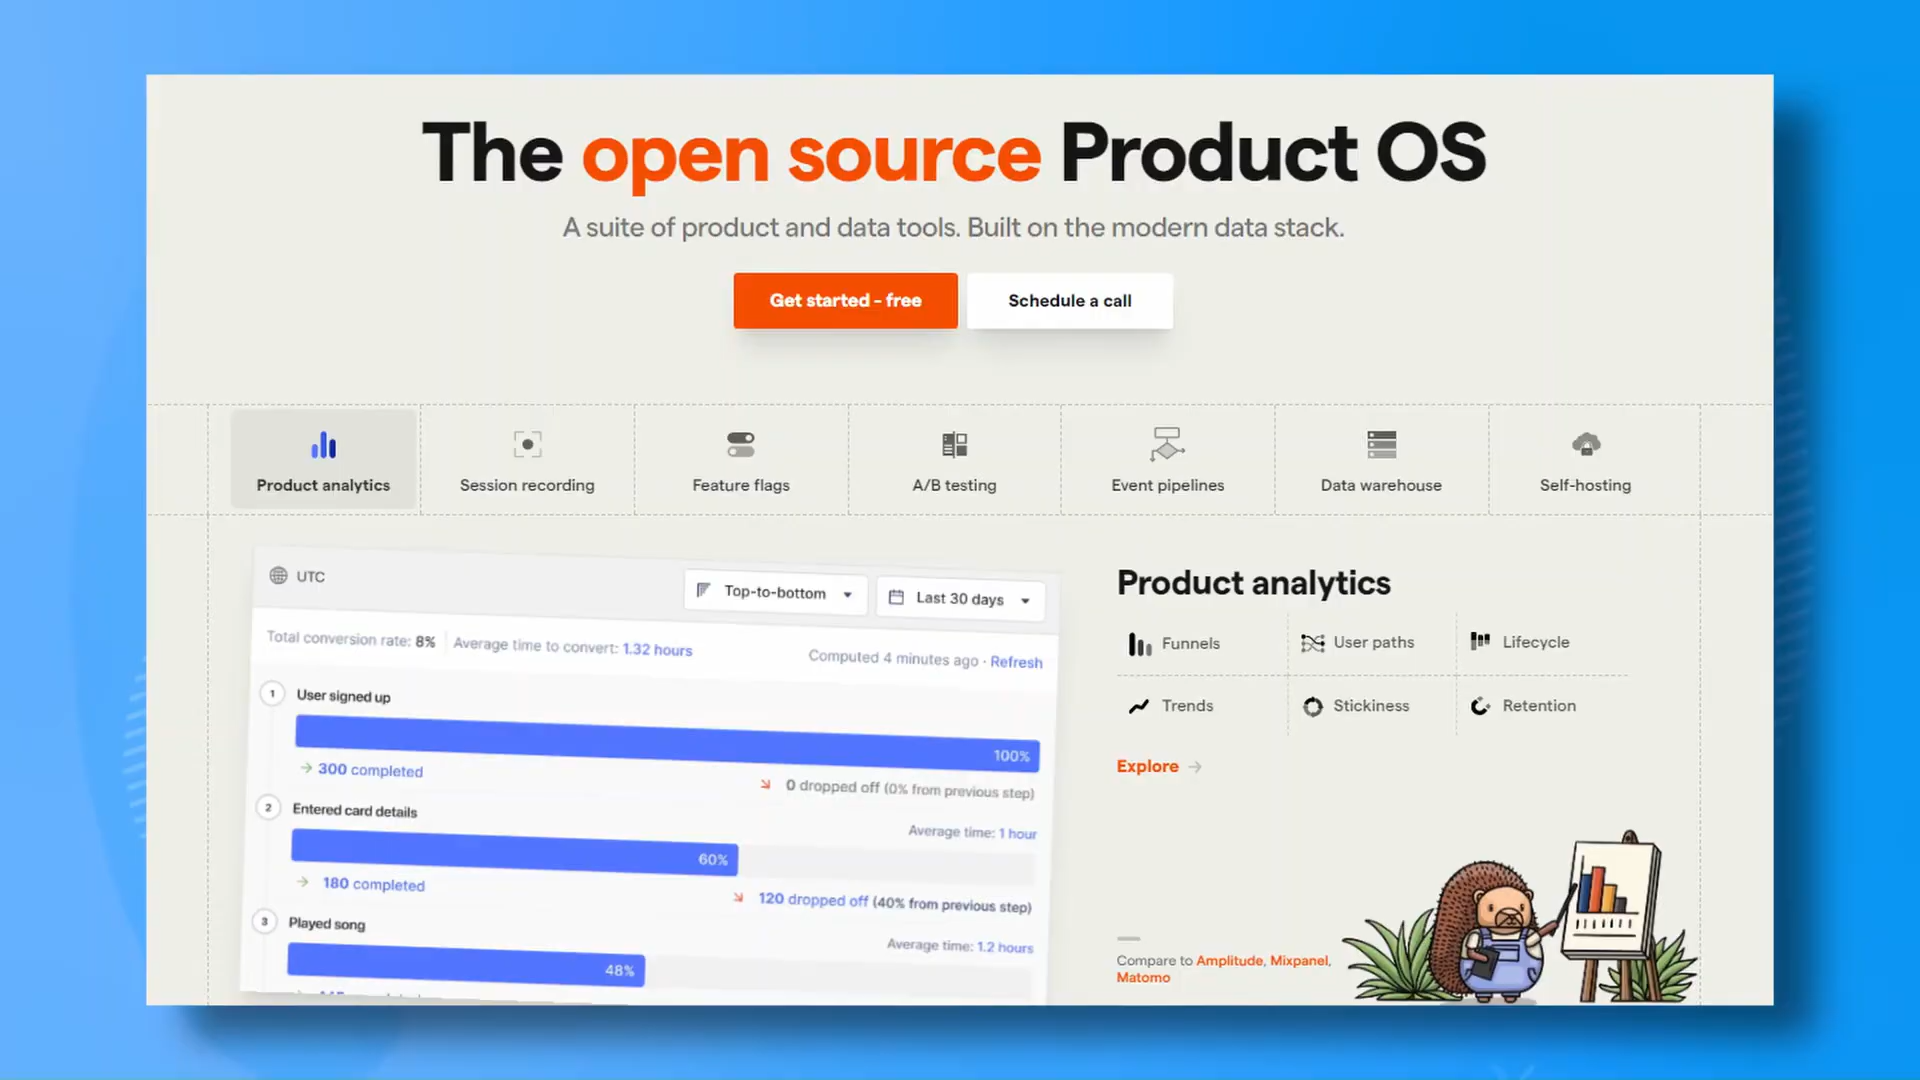 The open source Product OS
A suite of product and data tools. Built on the modern data stack.
Get started - free
Schedule a call
Product analytics
Session recording
Feature flags
A/B testing
Event pipelines
Data warehouse
Self-hosting
UTC
Top-to-bottom
Last 30 days
Total conversion rate: 8%
Average time to convert: 1.32 hours
Computed 4 minutes ago · Refresh
1 User signed up
100%
300 completed
0 dropped off (0% from previous step)
2 Entered card details
Average time: 1 hour
60%
180 completed
120 dropped off (40% from previous step)
3 Played song
Average time: 1.2 hours
48%
Product analytics
Funnels
User paths
Lifecycle
Trends
Stickiness
Retention
Explore
Compare to Amplitude, Mixpanel,
Matomo